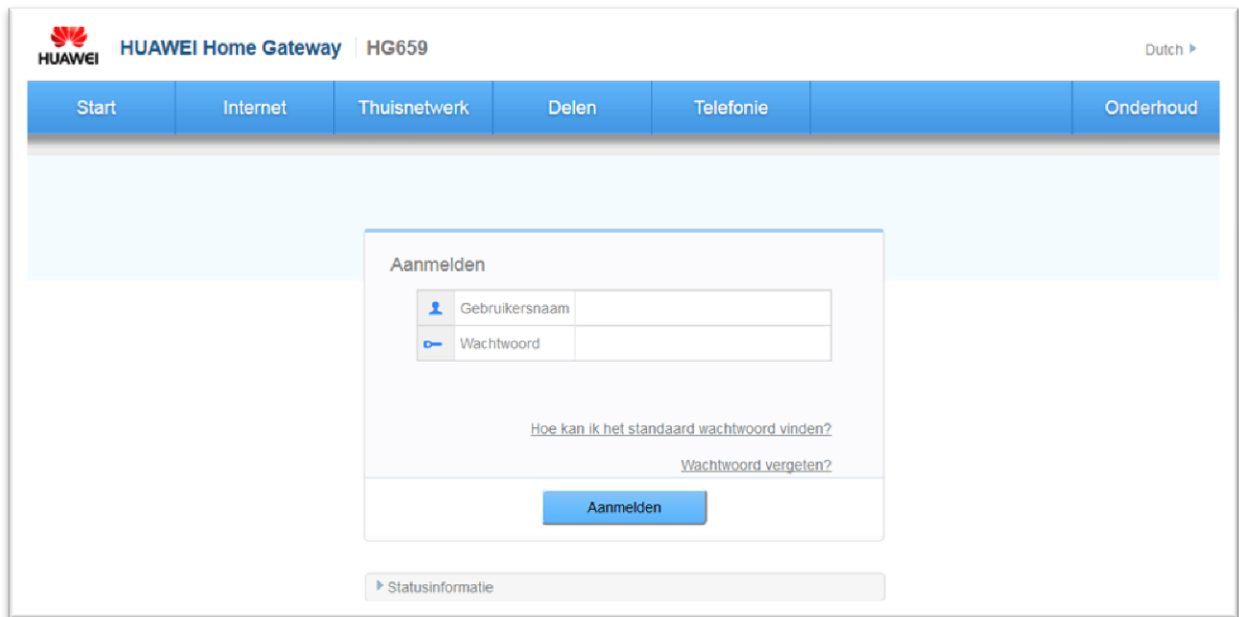 HUAWEI HUAWEI Home Gateway HG659 Dutch
Start Internet Thuisnetwerk Delen Telefonie Onderhoud
Aanmelden
Gebruikersnaam
Wachtwoord
Hoe kan ik het standaard wachtwoord vinden?
Wachtwoord vergeten?
Aanmelden
Statusinformatie